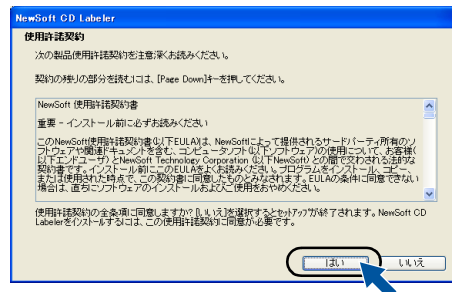 NewSoft CD Labeler
使用許諾契約
次の製品使用許諾契約を注意深くお読みください。
契約の残りの部分を読むには、[Page Down]キーを押してください。
NewSoft 使用許諾契約書
重要 - インストール前に必ずお読みください
このNewSoft使用許諾契約書(以下EULA)は、NewSoftによって提供されるサードパーティ所有のソ
フトウェアや関連ドキュメントを含む、コンピュータソフト(以下ソフトウェア)の使用について、お客様(
以下エンドユーザ)とNewSoft Technology Corporation (以下NewSoft) との間で交わされる法的な
契約書です。インストールする前にこのEULAをよくお読みください。プログラムをインストール、コピー、
または使用された時点で、この契約書に同意したものとみなされます。EULAの条件に同意できない
場合は、直ちにソフトウェアのインストールおよびご使用をおやめください。
使用許諾契約の全条項に同意しますか?[いいえ]を選択するとセットアップが終了されます。NewSoft CD
Labelerをインストールするには、この使用許諾契約に同意が必要です。
はい
いいえ